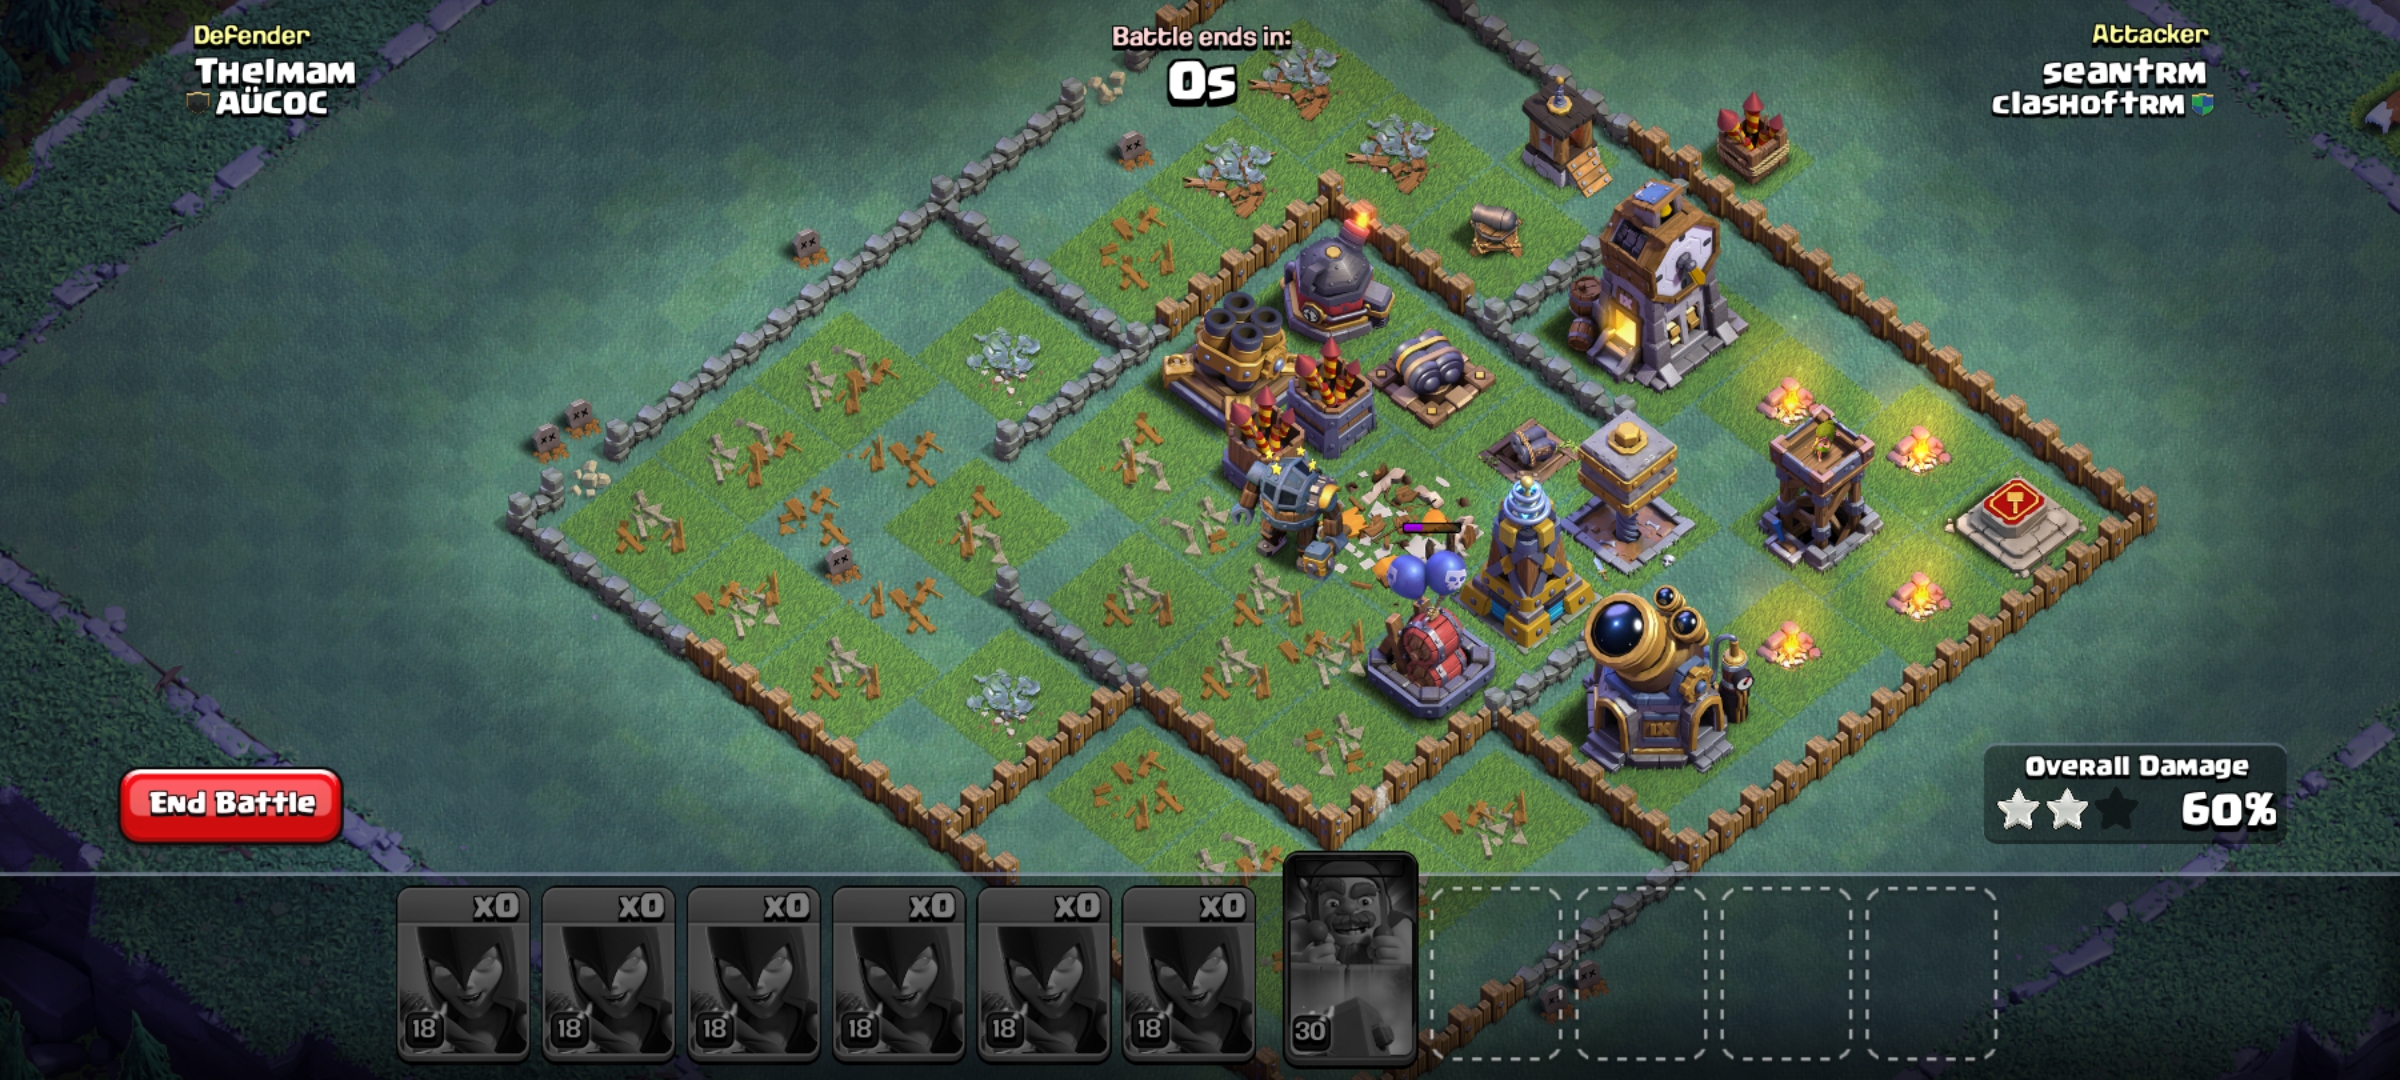 Defender
Thelmam
AÜCOC
Battle ends in:
0s
Attacker
seantRM
clashoftRM
End Battle
Overall Damage
60%
x0
x0
x0
x0
x0
x0
18
18
18
18
18
18
30